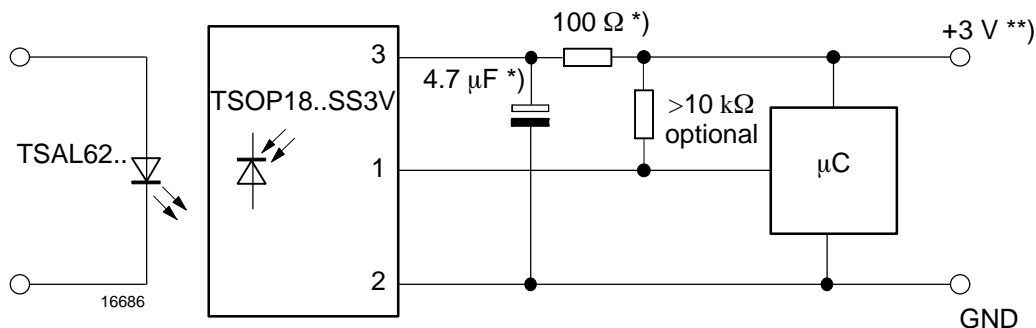 100 Ω *)
+3 V **)
3
4.7 µF *)
TSOP18..SS3V
>10 kΩ
optional
TSAL62..
1
µC
2
16686
GND